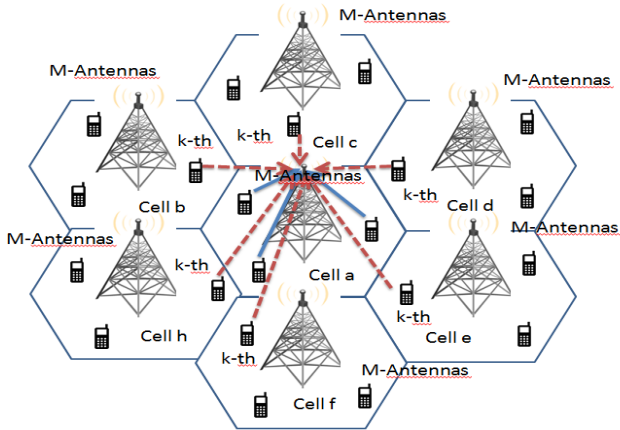 M-Antennas
M-Antennas
M-Antennas
k-th
k-th
Cell c
M-Antennas
k-th
Cell b
Cell d
M-Antennas
M-Antennas
k-th
Cell a
k-th
Cell h
Cell e
k-th
M-Antennas
Cell f